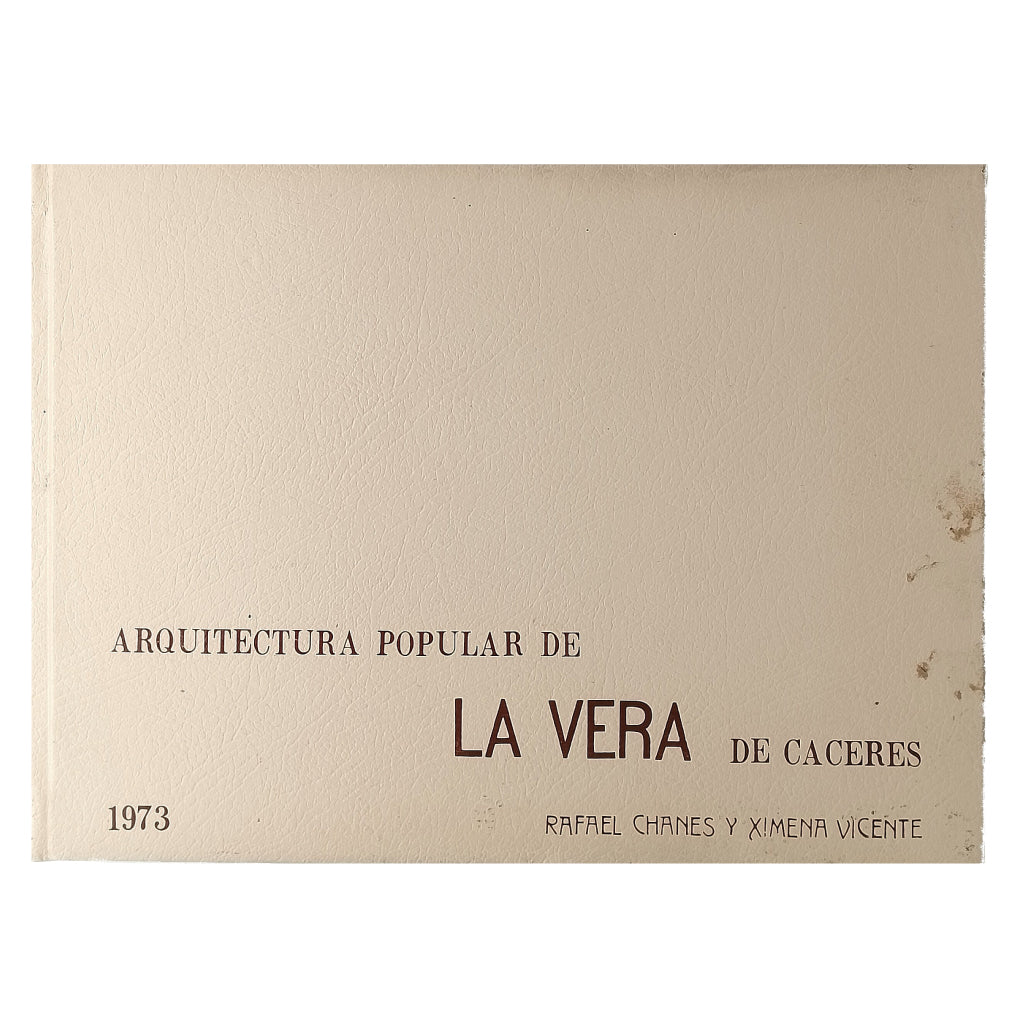 ARQUITECTURA POPULAR DE
LA VERA DE CACERES
1973 RAFAEL CHANES Y XIMENA VICENTE